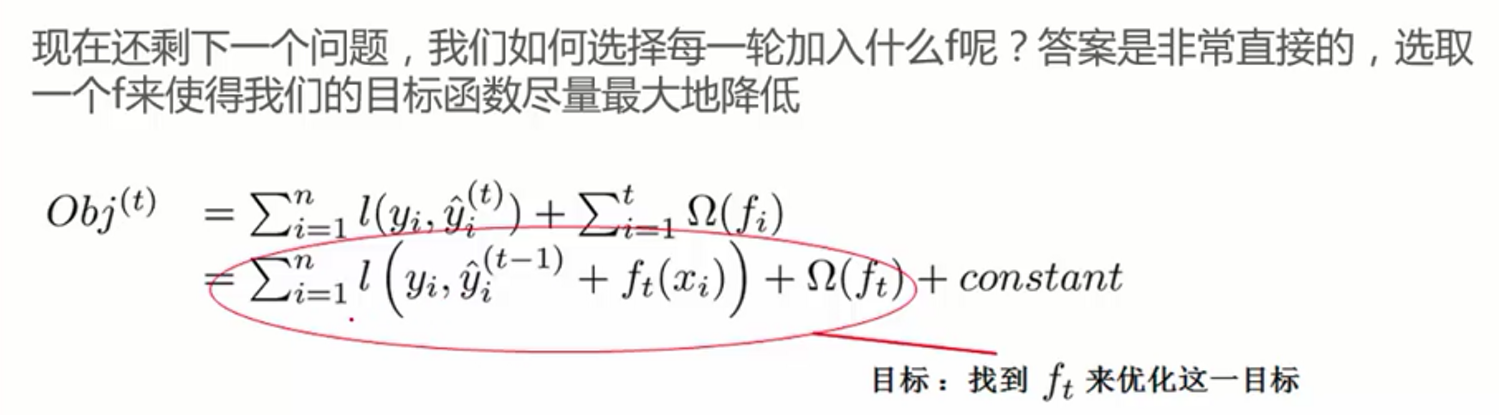 现在还剩下一个问题，我们如何选择每一轮加入什么f呢？答案是非常直接的，选取
一个f来使得我们的目标函数尽量最大地降低
Obj^{(t)} = \sum_{i=1}^{n} l(y_i, \hat{y}_i^{(t)}) + \sum_{i=1}^{t} \Omega(f_i)
= \sum_{i=1}^{n} l\left(y_i, \hat{y}_i^{(t-1)} + f_t(x_i)\right) + \Omega(f_t) + constant
目标：找到 f_t 来优化这一目标